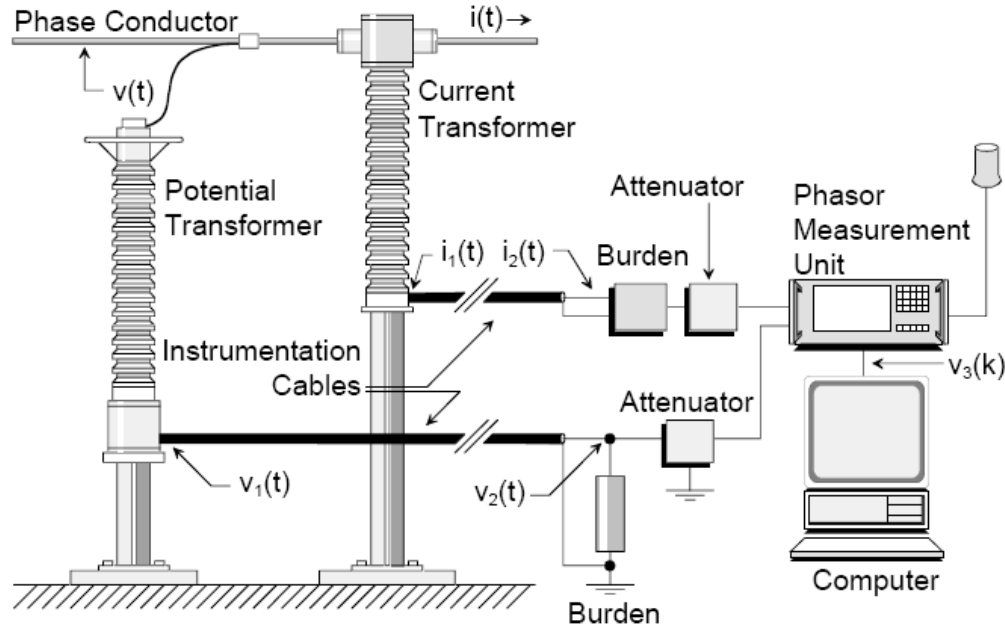 Phase Conductor
i(t)
v(t)
Current
Transformer
Potential
Transformer
Attenuator
Phasor
Measurement
Unit
i₁(t)
i₂(t)
Burden
Instrumentation
Cables
v₃(k)
Attenuator
v₁(t)
v₂(t)
Burden
Computer